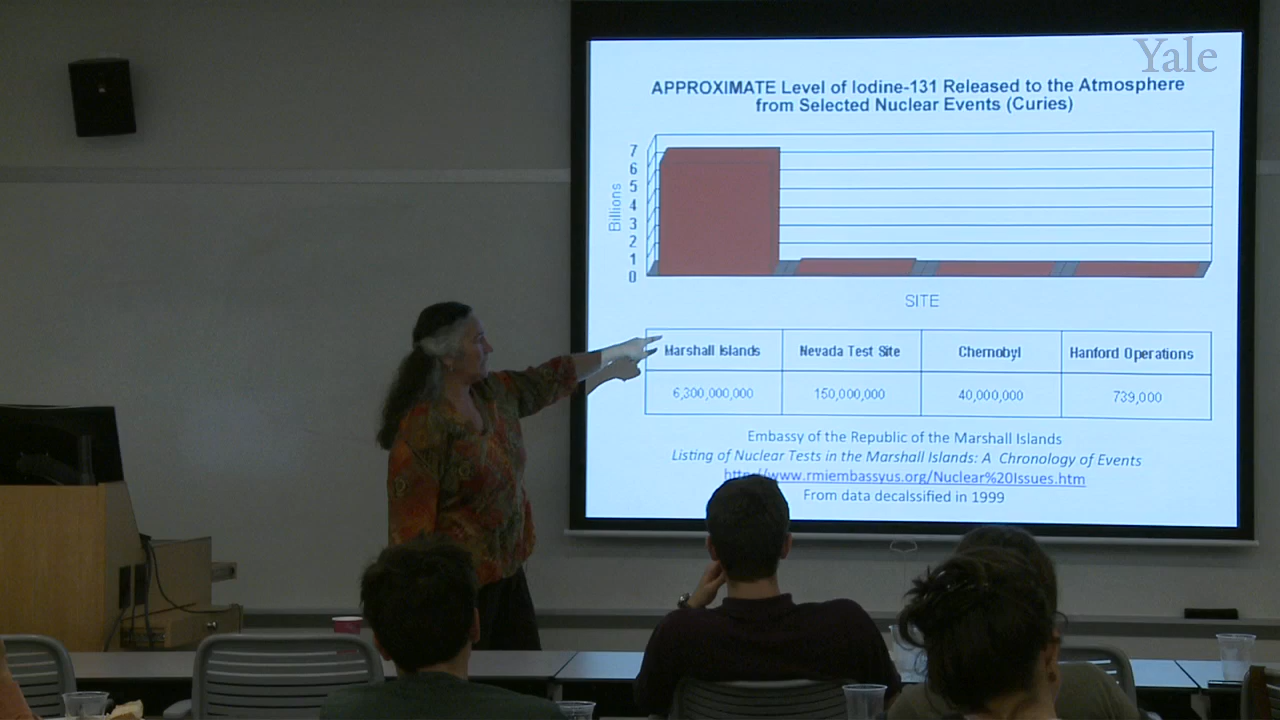 Yale
APPROXIMATE Level of Iodine-131 Released to the Atmosphere
from Selected Nuclear Events (Curies)
Billions
7
6
5
4
3
2
1
0
SITE
Marshall Islands Nevada Test Site Chernobyl Hanford Operations
6,300,000,000 150,000,000 40,000,000 739,000
Embassy of the Republic of the Marshall Islands
Listing of Nuclear Tests in the Marshall Islands: A Chronology of Events
http://www.rmiembassyus.org/Nuclear%20Issues.htm
From data decalssified in 1999